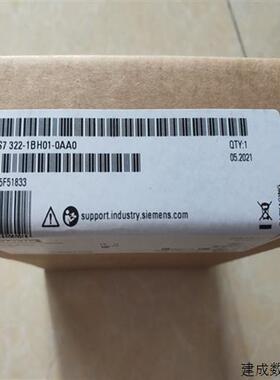 S7 322-1BH01-0AA0
QTY:1
05.2021
5F51833
support.industry.siemens.com
建成数